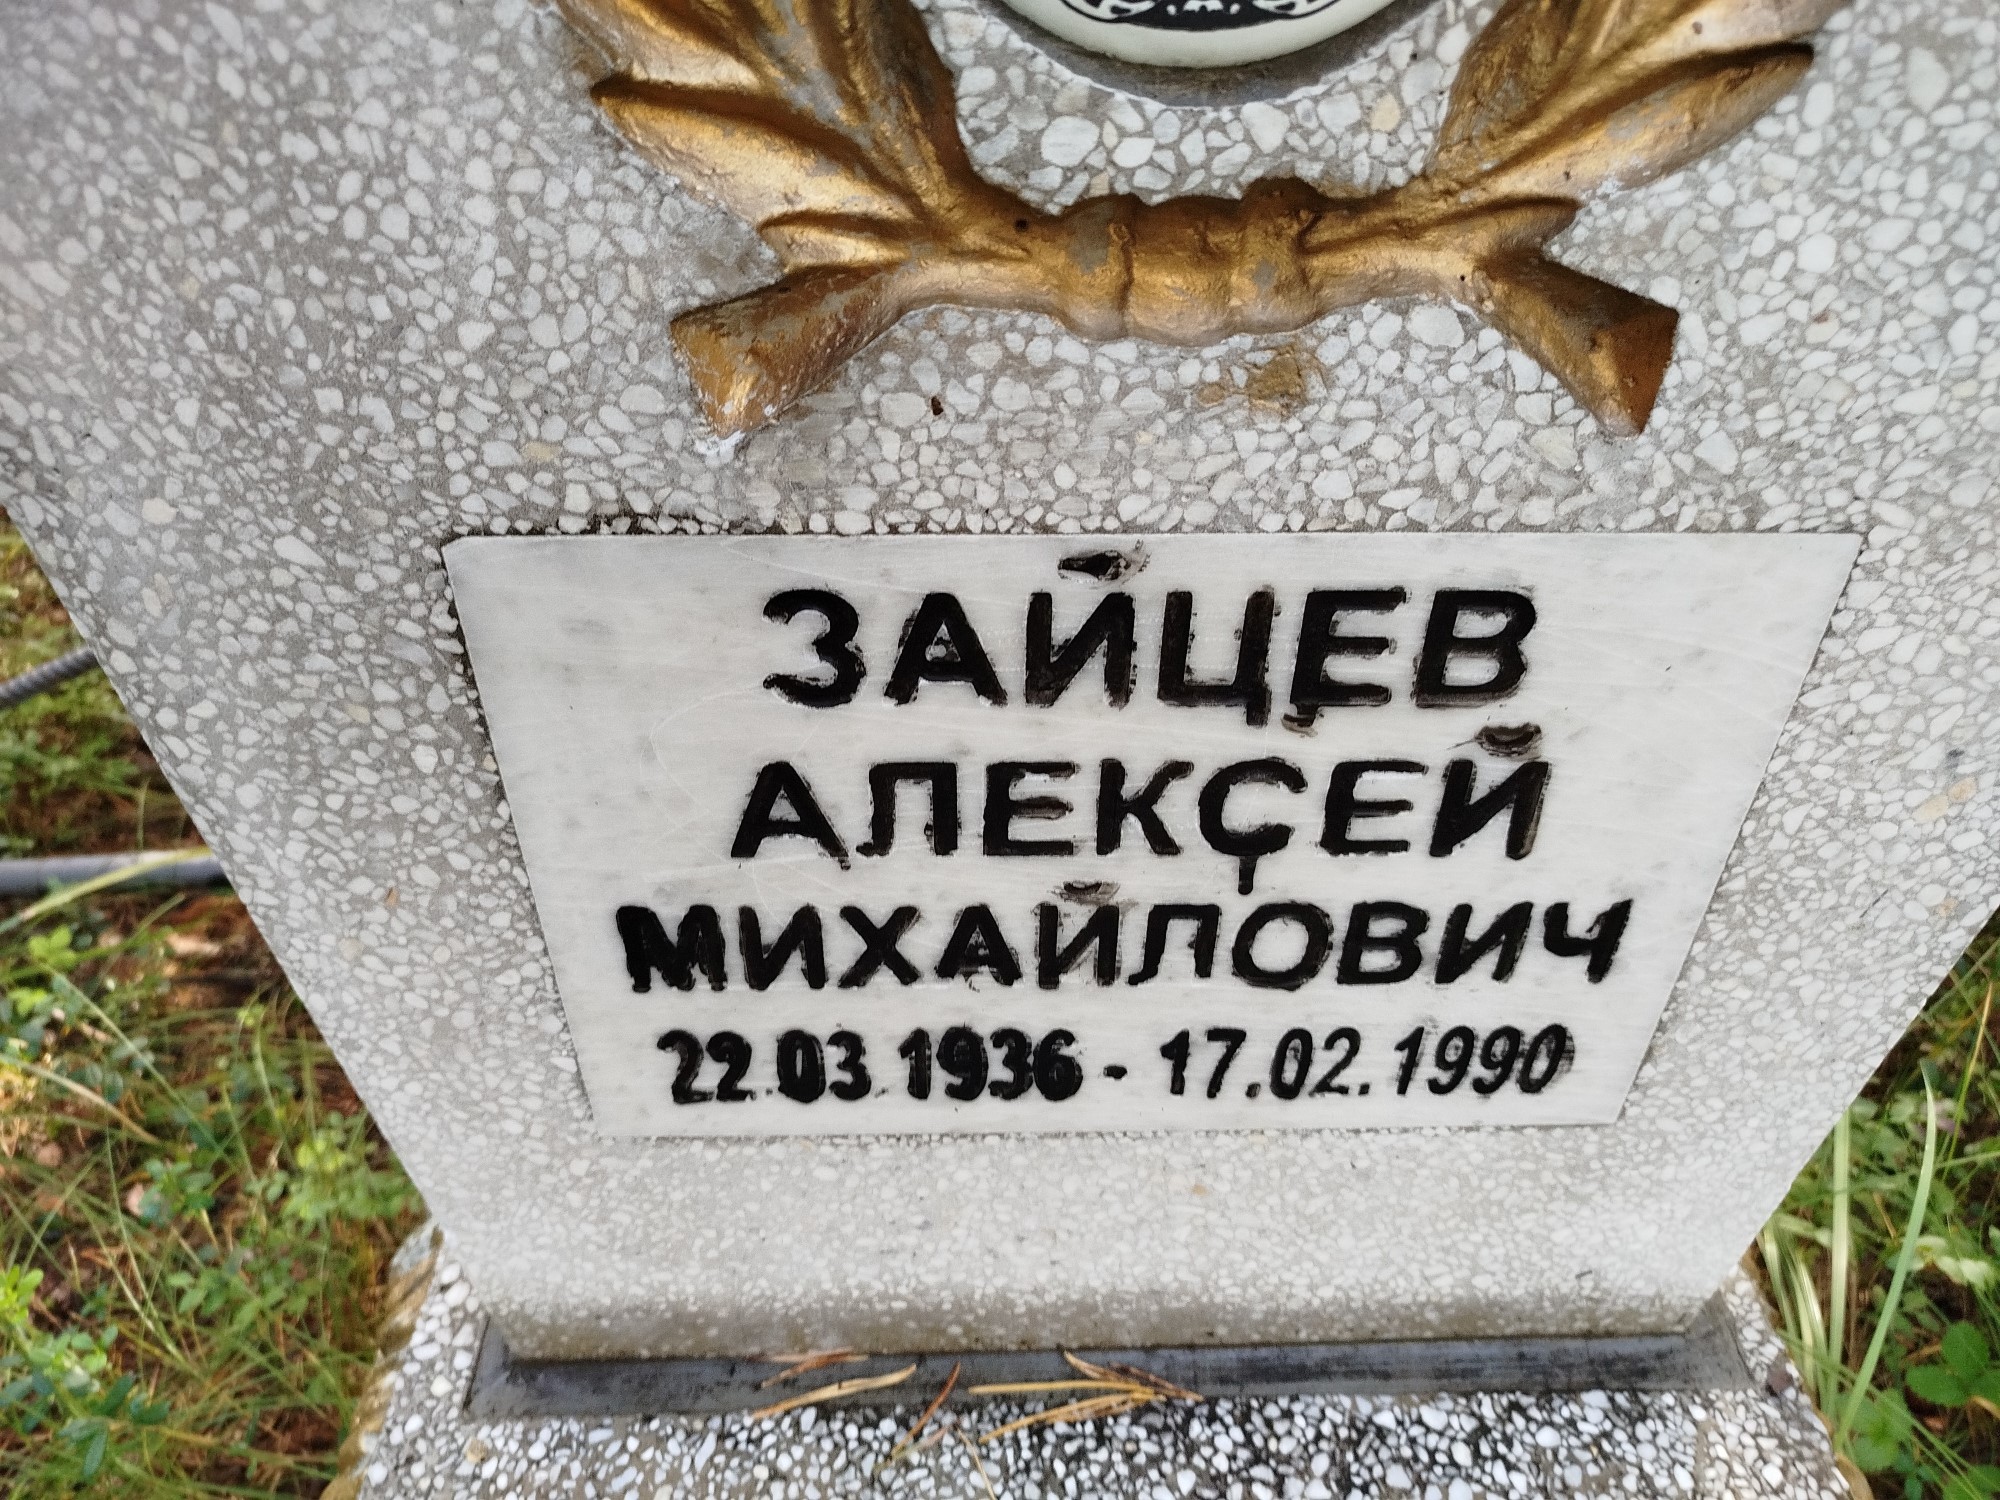 ЗАЙЦЕВ
АЛЕКСЕЙ
МИХАЙЛОВИЧ
22.03.1936 - 17.02.1990